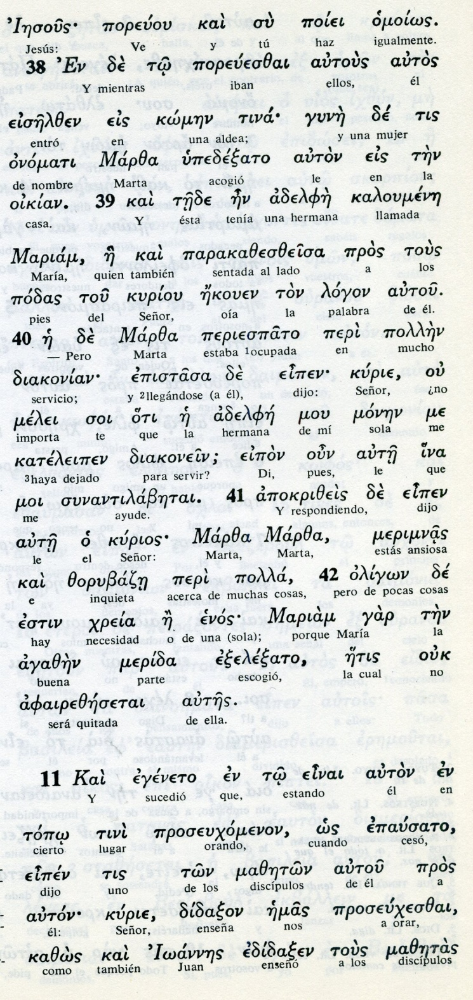 Ἰησοῦς· πορεύου καὶ σὺ ποίει ὁμοίως.
Jesús: Ve y tú haz igualmente.
38 Ἐν δὲ τῷ πορεύεσθαι αὐτοὺς αὐτὸς
Y mientras iban ellos, él
εἰσῆλθεν εἰς κώμην τινά· γυνὴ δέ τις
entró en una aldea; y una mujer
ὀνόματι Μάρθα ὑπεδέξατο αὐτὸν εἰς τὴν
de nombre Marta acogió le en la
οἰκίαν. 39 καὶ τῇδε ἦν ἀδελφὴ καλουμένη
casa. Y ésta tenía una hermana llamada
Μαριάμ, ἣ καὶ παρακαθεσθεῖσα πρὸς τοὺς
María, quien también sentada al lado a los
πόδας τοῦ κυρίου ἤκουεν τὸν λόγον αὐτοῦ.
pies del Señor, oía la palabra de él.
40 ἡ δὲ Μάρθα περιεσπᾶτο περὶ πολλὴν
— Pero Marta estaba 1ocupada en mucho
διακονίαν· ἐπιστᾶσα δὲ εἶπεν· κύριε, οὐ
servicio; y 2llegándose (a él), dijo: Señor, ¿no
μέλει σοι ὅτι ἡ ἀδελφή μου μόνην με
importa te que la hermana de mí sola me
κατέλειπεν διακονεῖν; εἰπὸν οὖν αὐτῇ ἵνα
3haya dejado para servir? Di, pues, le que
μοι συναντιλάβηται. 41 ἀποκριθεὶς δὲ εἶπεν
me ayude. Y respondiendo, dijo
αὐτῇ ὁ κύριος· Μάρθα Μάρθα, μεριμνᾷς
le el Señor: Marta, Marta, estás ansiosa
καὶ θορυβάζῃ περὶ πολλά, 42 ὀλίγων δέ
e inquieta acerca de muchas cosas, pero de pocas cosas
ἐστιν χρεία ἢ ἑνός· Μαριὰμ γὰρ τὴν
hay necesidad o de una (sola); porque María la
ἀγαθὴν μερίδα ἐξελέξατο, ἥτις οὐκ
buena parte escogió, la cual no
ἀφαιρεθήσεται αὐτῆς.
será quitada de ella.
11 Καὶ ἐγένετο ἐν τῷ εἶναι αὐτὸν ἐν
Y sucedió que, estando él en
τόπῳ τινὶ προσευχόμενον, ὡς ἐπαύσατο,
cierto lugar orando, cuando cesó,
εἶπέν τις τῶν μαθητῶν αὐτοῦ πρὸς
dijo uno de los discípulos de él a
αὐτόν· κύριε, δίδαξον ἡμᾶς προσεύχεσθαι,
él: Señor, enseña nos a orar,
καθὼς καὶ Ἰωάννης ἐδίδαξεν τοὺς μαθητὰς
como también Juan enseñó a los discípulos